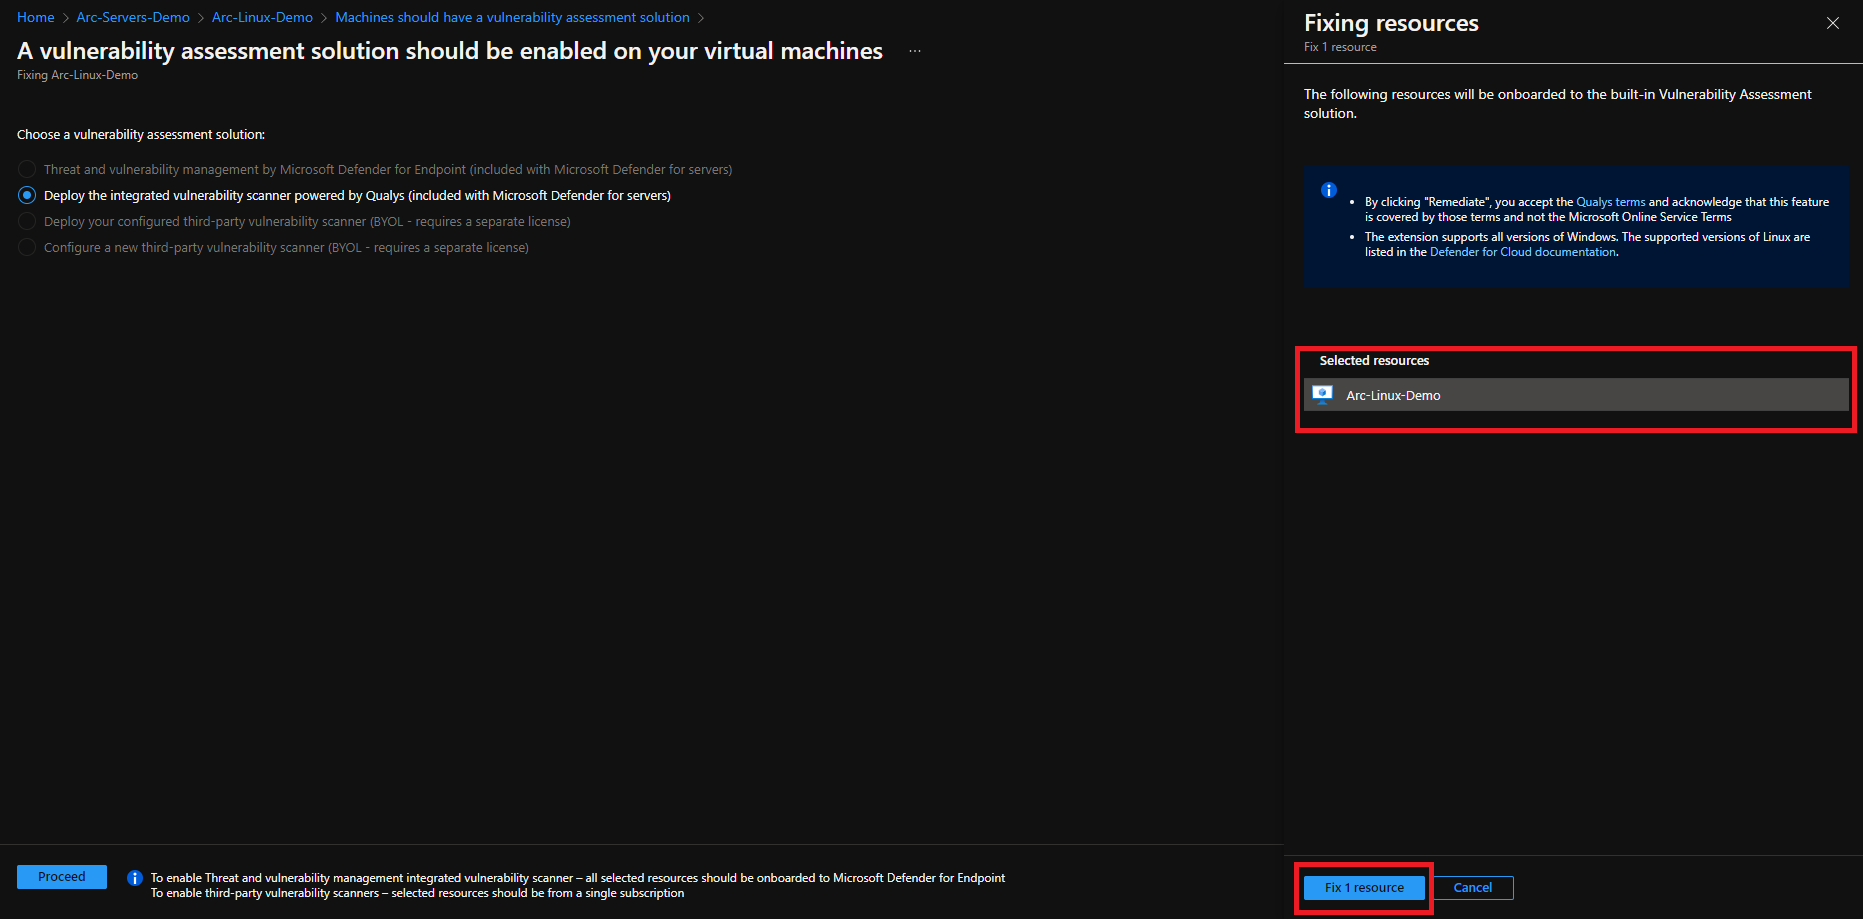 Home > Arc-Servers-Demo > Arc-Linux-Demo > Machines should have a vulnerability assessment solution >
A vulnerability assessment solution should be enabled on your virtual machines ...
Fixing Arc-Linux-Demo
Choose a vulnerability assessment solution:
Threat and vulnerability management by Microsoft Defender for Endpoint (included with Microsoft Defender for servers)
Deploy the integrated vulnerability scanner powered by Qualys (included with Microsoft Defender for servers)
Deploy your configured third-party vulnerability scanner (BYOL - requires a separate license)
Configure a new third-party vulnerability scanner (BYOL - requires a separate license)
Proceed
To enable Threat and vulnerability management integrated vulnerability scanner – all selected resources should be onboarded to Microsoft Defender for Endpoint
To enable third-party vulnerability scanners – selected resources should be from a single subscription
Fixing resources
Fix 1 resource
The following resources will be onboarded to the built-in Vulnerability Assessment
solution.
• By clicking "Remediate", you accept the Qualys terms and acknowledge that this feature
is covered by those terms and not the Microsoft Online Service Terms
• The extension supports all versions of Windows. The supported versions of Linux are
listed in the Defender for Cloud documentation.
Selected resources
Arc-Linux-Demo
Fix 1 resource
Cancel